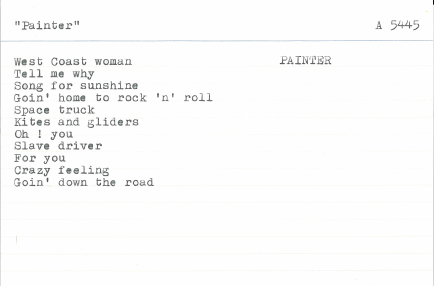 "Painter" A 5445
West Coast woman PAINTER
Tell me why
Song for sunshine
Goin' home to rock 'n' roll
Space truck
Kites and gliders
Oh ! you
Slave driver
For you
Crazy feeling
Goin' down the road